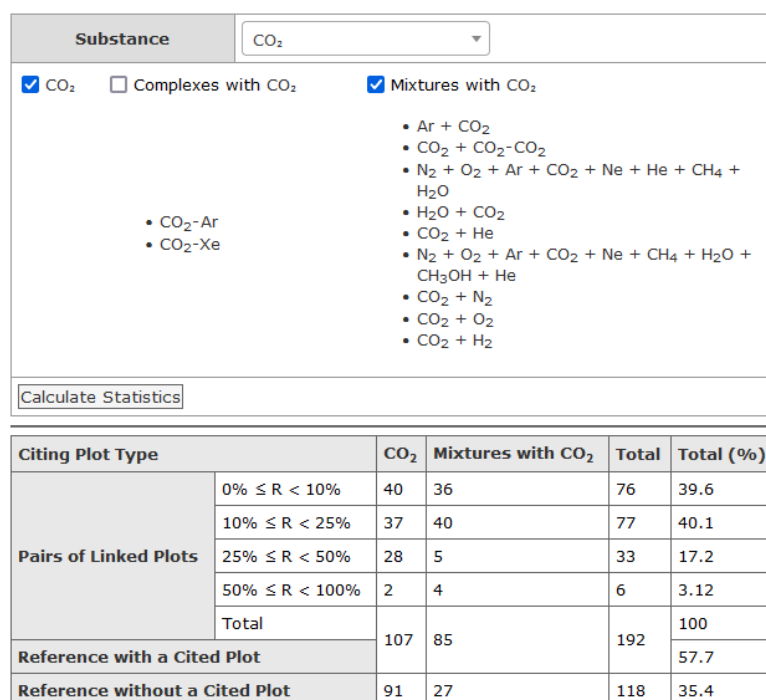 Substance CO₂
CO₂ Complexes with CO₂ Mixtures with CO₂
• CO₂-Ar
• CO₂-Xe
• Ar + CO₂
• CO₂ + CO₂-CO₂
• N₂ + O₂ + Ar + CO₂ + Ne + He + CH₄ +
H₂O
• H₂O + CO₂
• CO₂ + He
• N₂ + O₂ + Ar + CO₂ + Ne + CH₄ + H₂O +
CH₃OH + He
• CO₂ + N₂
• CO₂ + O₂
• CO₂ + H₂
Calculate Statistics
Citing Plot Type CO₂ Mixtures with CO₂ Total Total (%)
Pairs of Linked Plots
0% ≤ R < 10% 40 36 76 39.6
10% ≤ R < 25% 37 40 77 40.1
25% ≤ R < 50% 28 5 33 17.2
50% ≤ R < 100% 2 4 6 3.12
Total 107 85 192 100
Reference with a Cited Plot 57.7
Reference without a Cited Plot 91 27 118 35.4